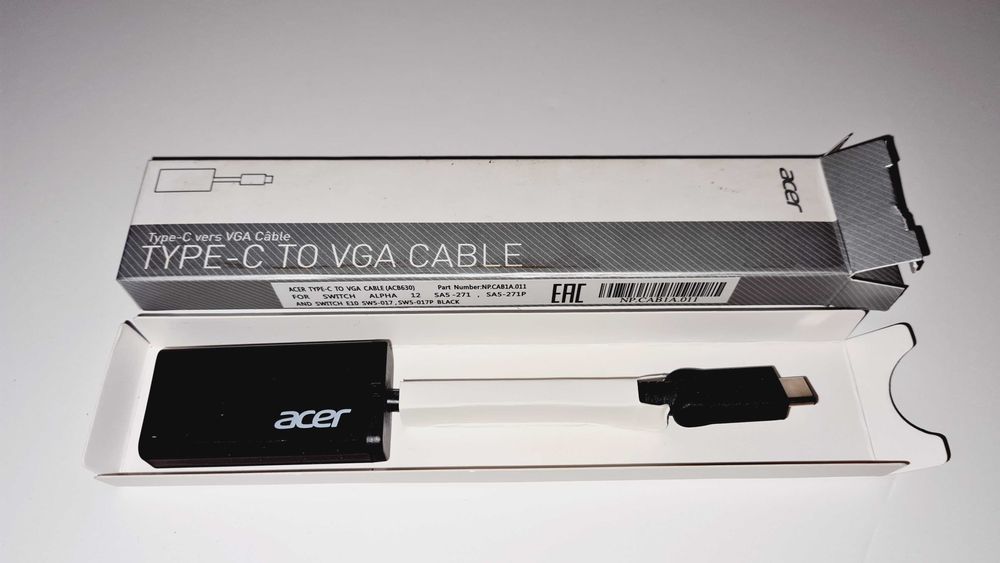 acer
Type-C vers VGA Câble
TYPE-C TO VGA CABLE
ACER TYPE-C TO VGA CABLE(ACB630) Part Number:NP.CAB1A.011
FOR SWITCH ALPHA 12 SA5-271, SA5-271P
AND SWITCH E10 SW5-017,SW5-017P BLACK
EAC
NP.CAB1A.011
acer